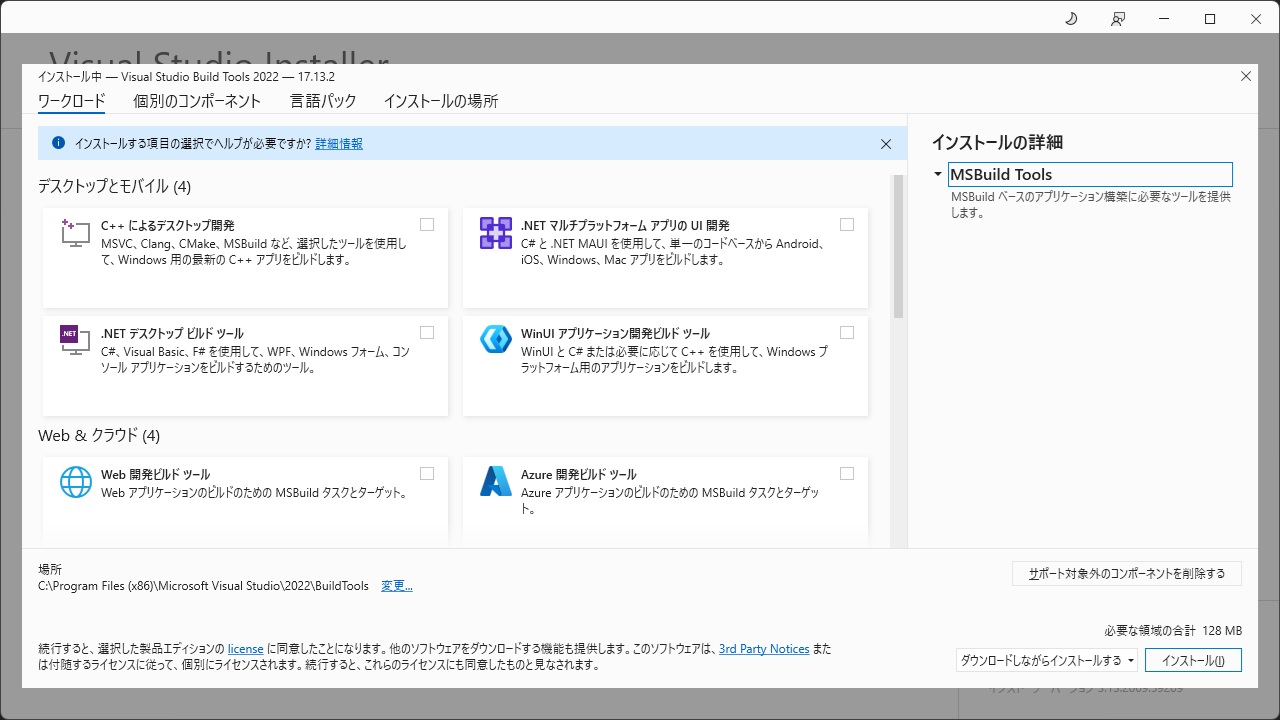 Visual Studio Installer
インストール中 — Visual Studio Build Tools 2022 — 17.13.2
ワークロード
個別のコンポーネント
言語パック
インストールの場所
インストールする項目の選択でヘルプが必要ですか? 詳細情報
デスクトップとモバイル (4)
C++ によるデスクトップ開発
MSVC、Clang、CMake、MSBuild など、選択したツールを使用し
て、Windows 用の最新の C++ アプリをビルドします。
.NET マルチプラットフォーム アプリの UI 開発
C# と .NET MAUI を使用して、単一のコードベースから Android、
iOS、Windows、Mac アプリをビルドします。
.NET
.NET デスクトップ ビルド ツール
C#、Visual Basic、F# を使用して、WPF、Windows フォーム、コン
ソール アプリケーションをビルドするためのツール。
WinUI アプリケーション開発ビルド ツール
WinUI と C# または必要に応じて C++ を使用して、Windows プ
ラットフォーム用のアプリケーションをビルドします。
Web & クラウド (4)
Web 開発ビルド ツール
Web アプリケーションのビルドのための MSBuild タスクとターゲット。
Azure 開発ビルド ツール
Azure アプリケーションのビルドのための MSBuild タスクとターゲッ
ト。
インストールの詳細
MSBuild Tools
MSBuild ベースのアプリケーション構築に必要なツールを提供
します。
場所
C:\Program Files (x86)\Microsoft Visual Studio\2022\BuildTools 変更...
サポート対象外のコンポーネントを削除する
続行すると、選択した製品エディションの license に同意したことになります。他のソフトウェアをダウンロードする機能も提供します。このソフトウェアは、3rd Party Notices また
は付随するライセンスに従って、個別にライセンスされます。続行すると、これらのライセンスにも同意したものと見なされます。
必要な領域の合計 128 MB
ダウンロードしながらインストールする
インストール(I)